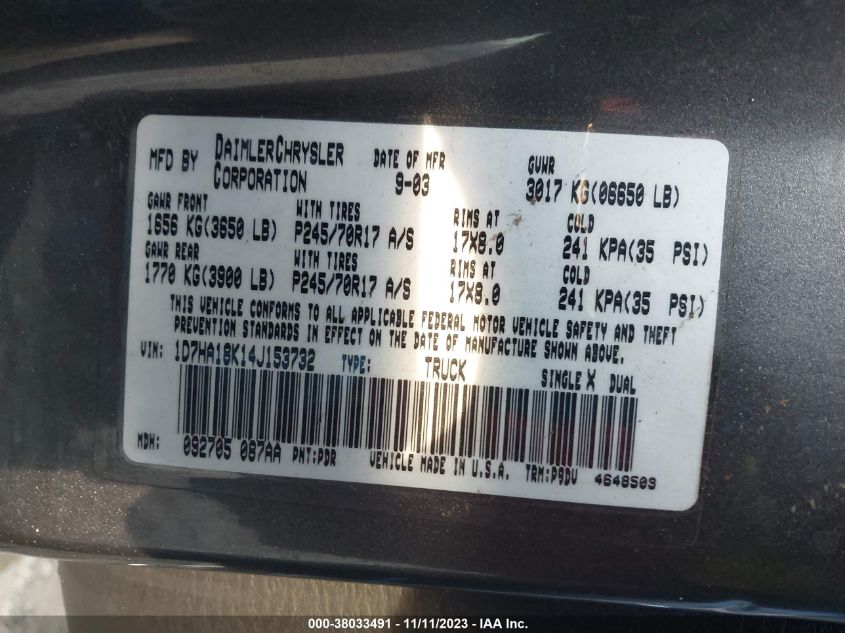 MFD BY DAIMLERCHRYSLER CORPORATION DATE OF MFR 9-03 GVWR 3017 KG(06650 LB)
GAWR FRONT WITH TIRES RIMS AT COLD
1656 KG(3650 LB) P245/70R17 A/S 17X8.0 241 KPA(35 PSI)
GAWR REAR WITH TIRES RIMS AT COLD
1770 KG(3900 LB) P245/70R17 A/S 17X8.0 241 KPA(35 PSI)
THIS VEHICLE CONFORMS TO ALL APPLICABLE FEDERAL MOTOR VEHICLE SAFETY AND THEFT
PREVENTION STANDARDS IN EFFECT ON THE DATE OF MANUFACTURE SHOWN ABOVE.
VIN: 1D7HA18K14J153732 TYPE: TRUCK SINGLE X DUAL
MDH: 092705 087AA PNT:PDR VEHICLE MADE IN U.S.A. TRM:P9DV 4648509
000-38033491 - 11/11/2023 - IAA Inc.